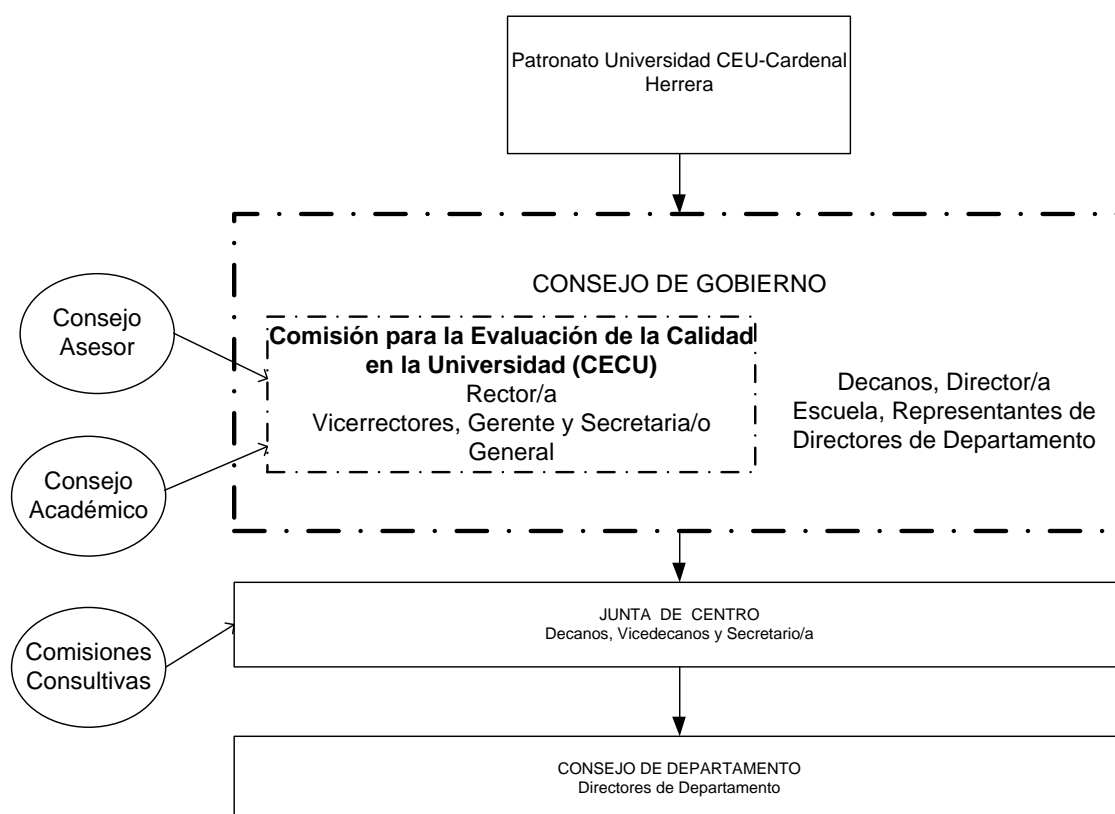 Patronato Universidad CEU-Cardenal
Herrera
CONSEJO DE GOBIERNO
Consejo
Asesor
Comisión para la Evaluación de la Calidad
en la Universidad (CECU)
Rector/a
Vicerrectores, Gerente y Secretaria/o
General
Decanos, Director/a
Escuela, Representantes de
Directores de Departamento
Consejo
Académico
JUNTA DE CENTRO
Decanos, Vicedecanos y Secretario/a
Comisiones
Consultivas
CONSEJO DE DEPARTAMENTO
Directores de Departamento